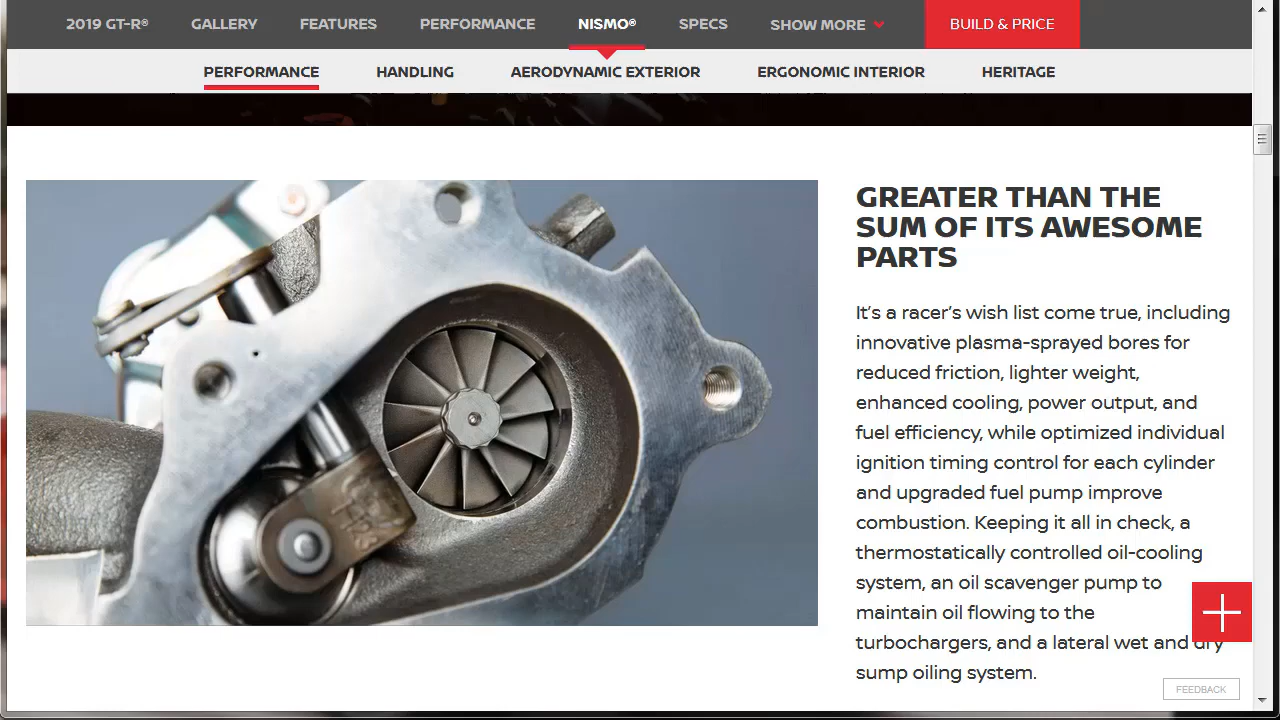 2019 GT-R® GALLERY FEATURES PERFORMANCE NISMO® SPECS SHOW MORE BUILD & PRICE
PERFORMANCE HANDLING AERODYNAMIC EXTERIOR ERGONOMIC INTERIOR HERITAGE
GREATER THAN THE
SUM OF ITS AWESOME
PARTS
It's a racer's wish list come true, including
innovative plasma-sprayed bores for
reduced friction, lighter weight,
enhanced cooling, power output, and
fuel efficiency, while optimized individual
ignition timing control for each cylinder
and upgraded fuel pump improve
combustion. Keeping it all in check, a
thermostatically controlled oil-cooling
system, an oil scavenger pump to
maintain oil flowing to the
turbochargers, and a lateral wet and dry
sump oiling system.
FEEDBACK